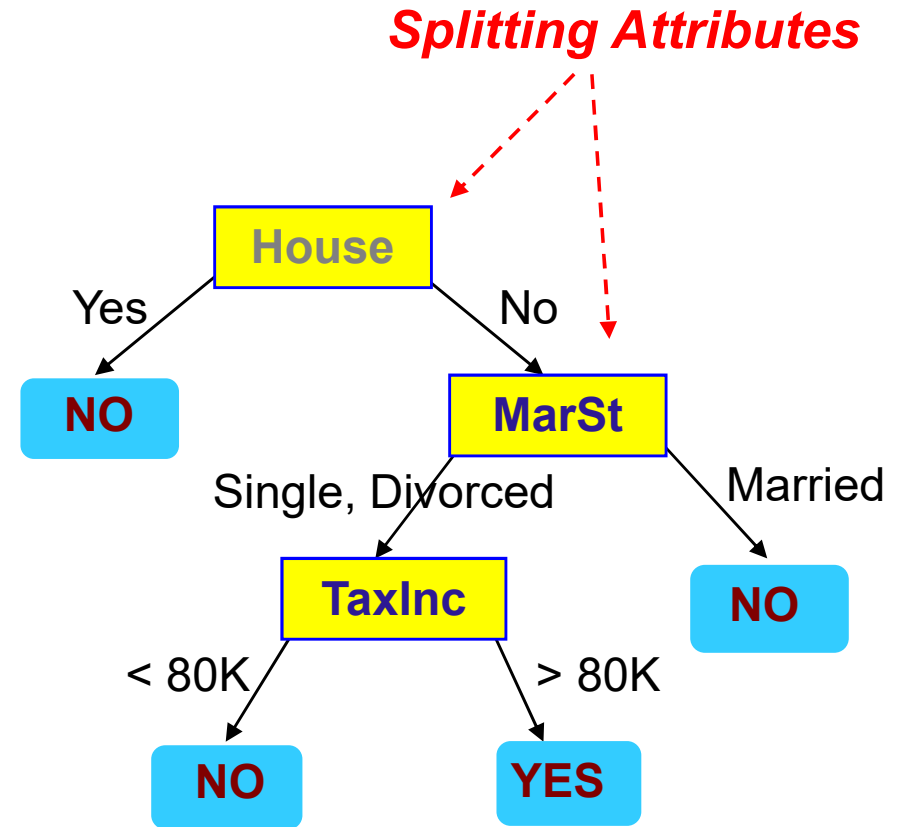 Splitting Attributes
House
Yes
No
NO
MarSt
Single, Divorced
Married
TaxInc
NO
< 80K
> 80K
NO
YES